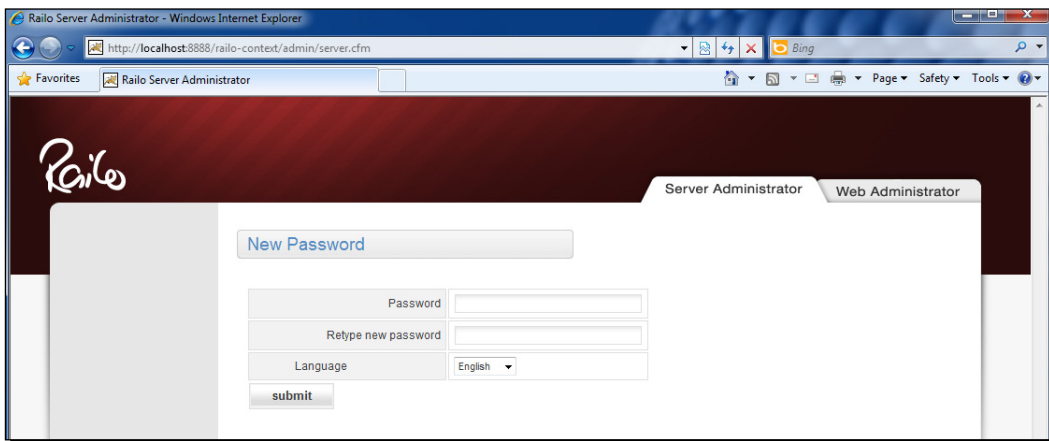 Railo Server Administrator - Windows Internet Explorer
http://localhost:8888/railo-context/admin/server.cfm
Bing
Favorites
Railo Server Administrator
Page
Safety
Tools
Railo
Server Administrator
Web Administrator
New Password
Password
Retype new password
Language
English
submit